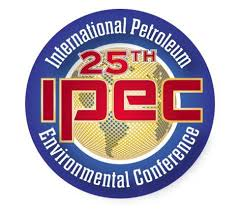 International Petroleum
25TH
IPEC
Environmental Conference